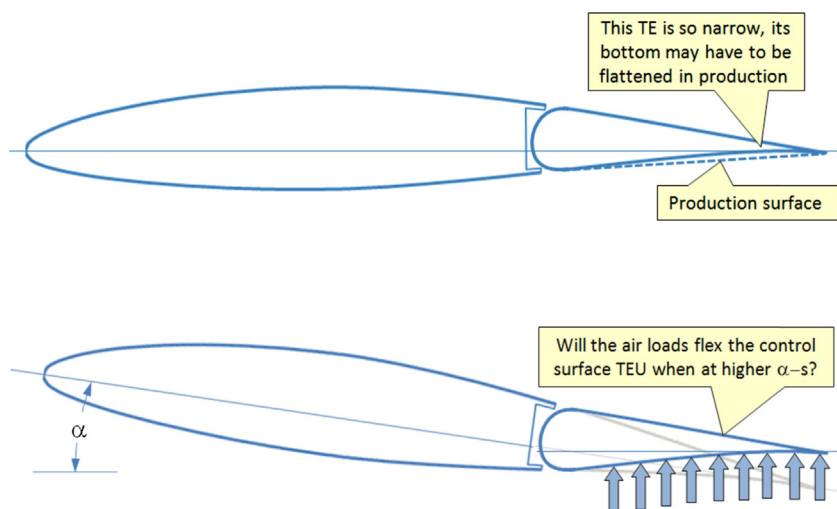 This TE is so narrow, its
bottom may have to be
flattened in production
Production surface
Will the air loads flex the control
surface TEU when at higher α–s?
α